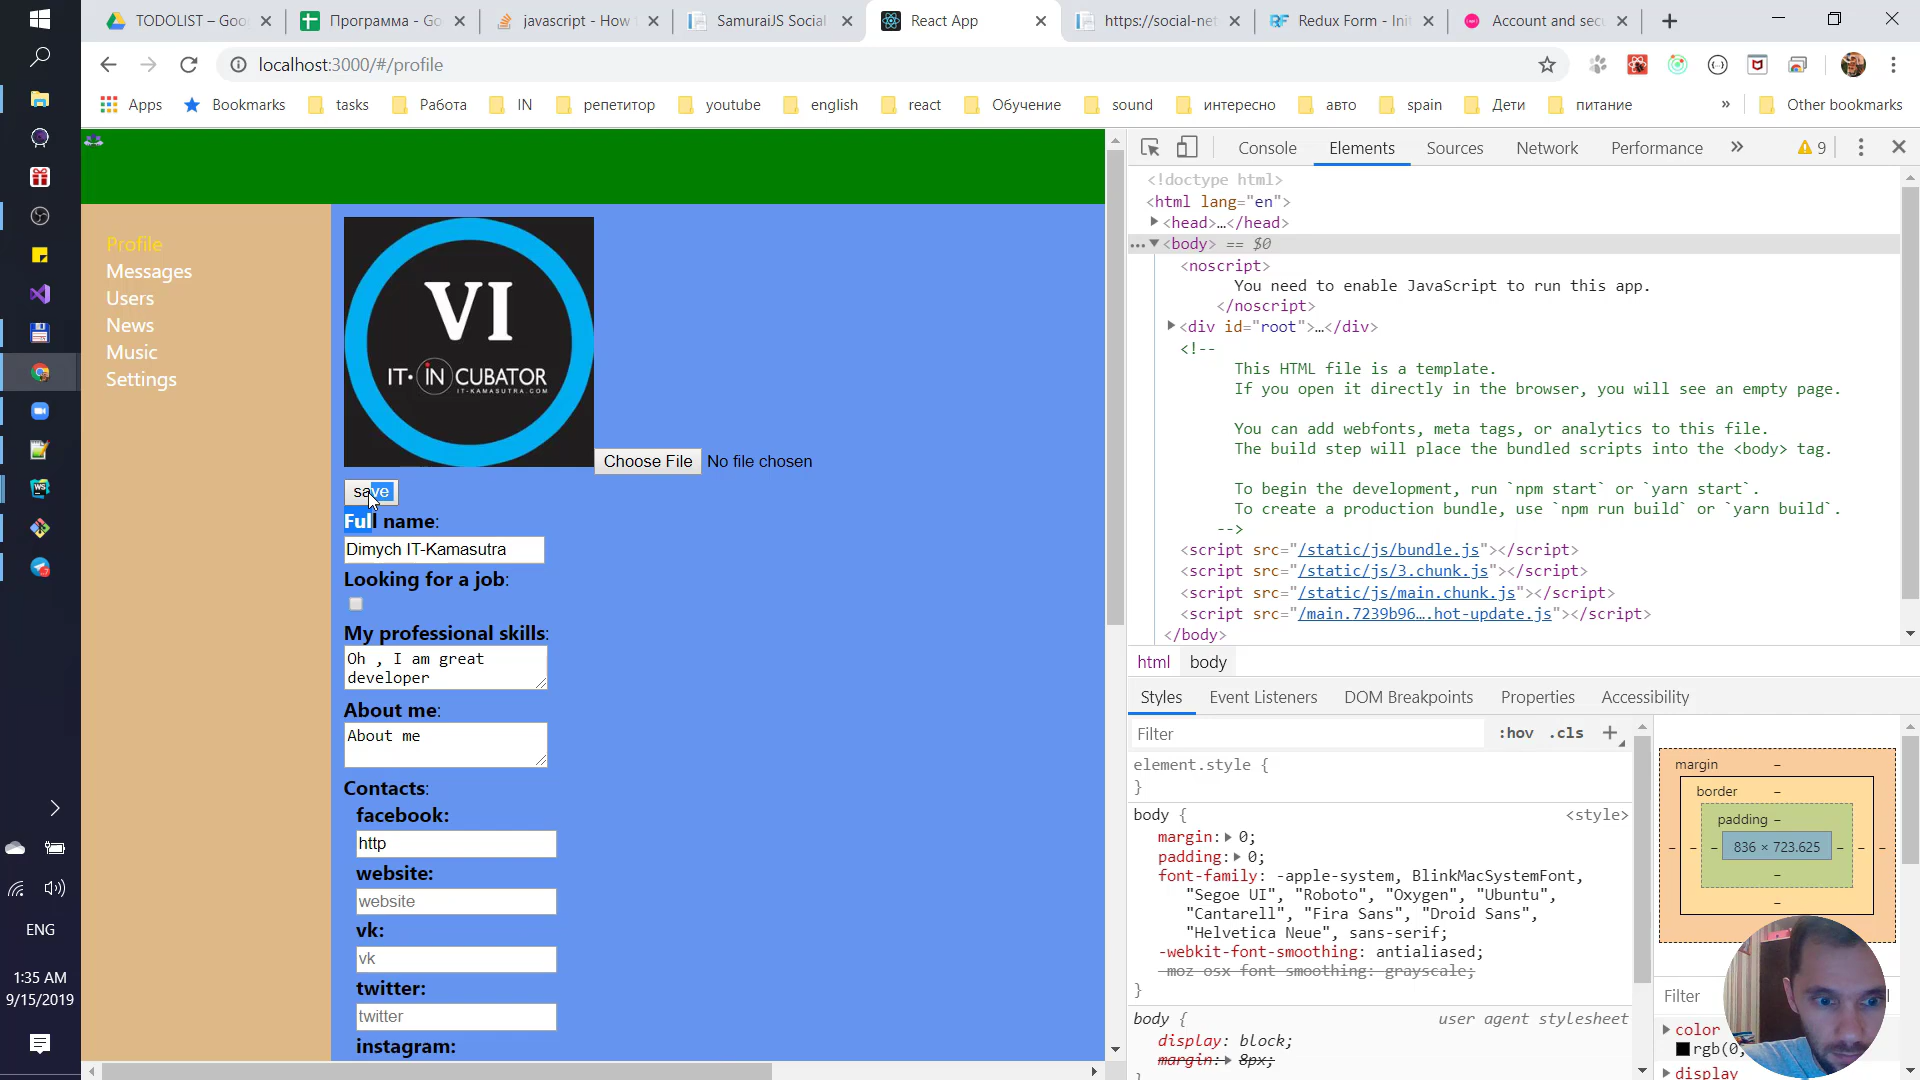 TODOLIST – Goo
Программа - Go
javascript - How
SamuraiJS Social
React App
https://social-net
Redux Form - Init
Account and secu
localhost:3000/#/profile
Apps
Bookmarks
tasks
Работа
IN
репетитор
youtube
english
react
Обучение
sound
интересно
авто
spain
Дети
питание
»
Other bookmarks
Profile
Messages
Users
News
Music
Settings
VI
IT·INCUBATOR
IT-KAMASUTRA.COM
Choose File No file chosen
save
Full name:
Dimych IT-Kamasutra
Looking for a job:
My professional skills:
Oh , I am great
developer
About me:
About me
Contacts:
facebook:
http
website:
website
vk:
vk
twitter:
twitter
instagram:
Console
Elements
Sources
Network
Performance
»
9
<!doctype html>
<html lang="en">
<head>…</head>
<body> == $0
<noscript>
You need to enable JavaScript to run this app.
</noscript>
<div id="root">…</div>
<!--
This HTML file is a template.
If you open it directly in the browser, you will see an empty page.
You can add webfonts, meta tags, or analytics to this file.
The build step will place the bundled scripts into the <body> tag.
To begin the development, run `npm start` or `yarn start`.
To create a production bundle, use `npm run build` or `yarn build`.
-->
<script src="/static/js/bundle.js"></script>
<script src="/static/js/3.chunk.js"></script>
<script src="/static/js/main.chunk.js"></script>
<script src="/main.7239b96….hot-update.js"></script>
</body>
html body
Styles
Event Listeners
DOM Breakpoints
Properties
Accessibility
Filter
:hov .cls +
element.style {
}
body {
<style>
margin: 0;
padding: 0;
font-family: -apple-system, BlinkMacSystemFont,
"Segoe UI", "Roboto", "Oxygen", "Ubuntu",
"Cantarell", "Fira Sans", "Droid Sans",
"Helvetica Neue", sans-serif;
-webkit-font-smoothing: antialiased;
-moz-osx-font-smoothing: grayscale;
}
body {
user agent stylesheet
display: block;
margin: 8px;
margin –
border –
padding –
– – – 836 × 723.625 – – –
–
–
Filter
color
rgb(0,
display
ENG
1:35 AM
9/15/2019